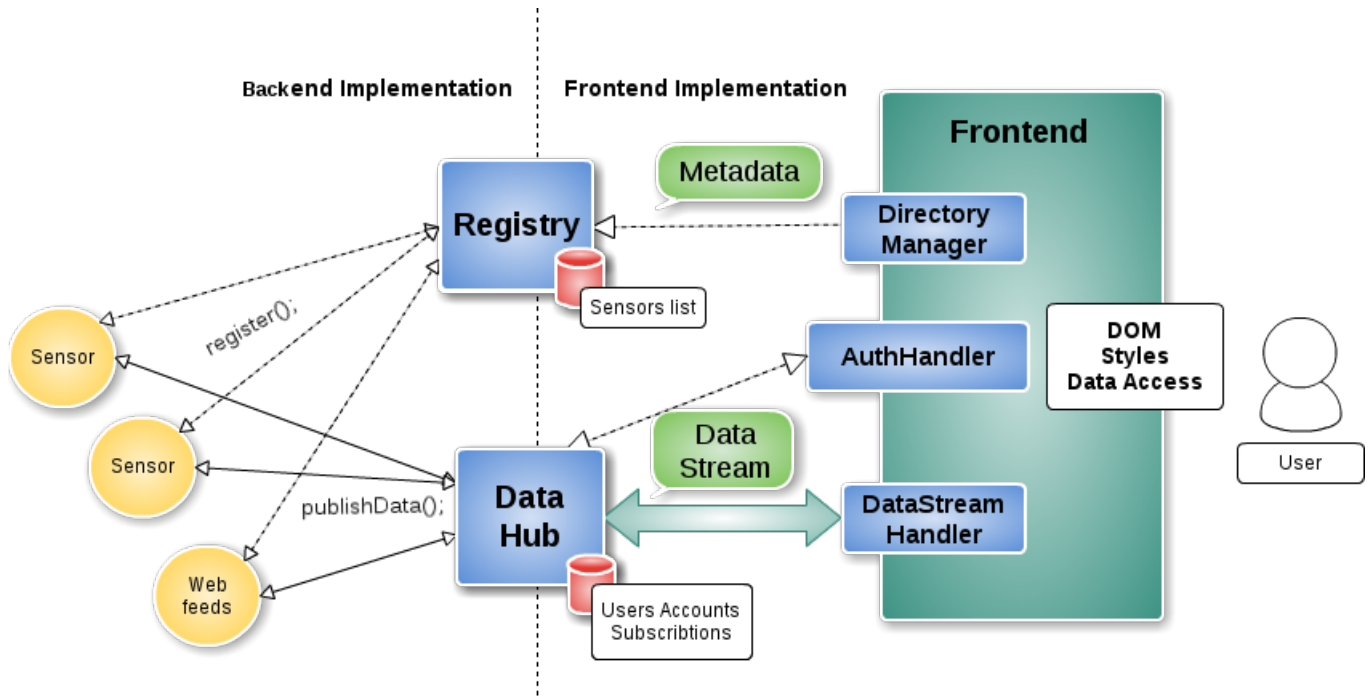 Backend Implementation
Frontend Implementation
Frontend
Metadata
Registry
Directory
Manager
Sensors list
register();
Sensor
AuthHandler
DOM
Styles
Data Access
Sensor
Data
Stream
User
publishData();
Data
Hub
DataStream
Handler
Web
feeds
Users Accounts
Subscribtions